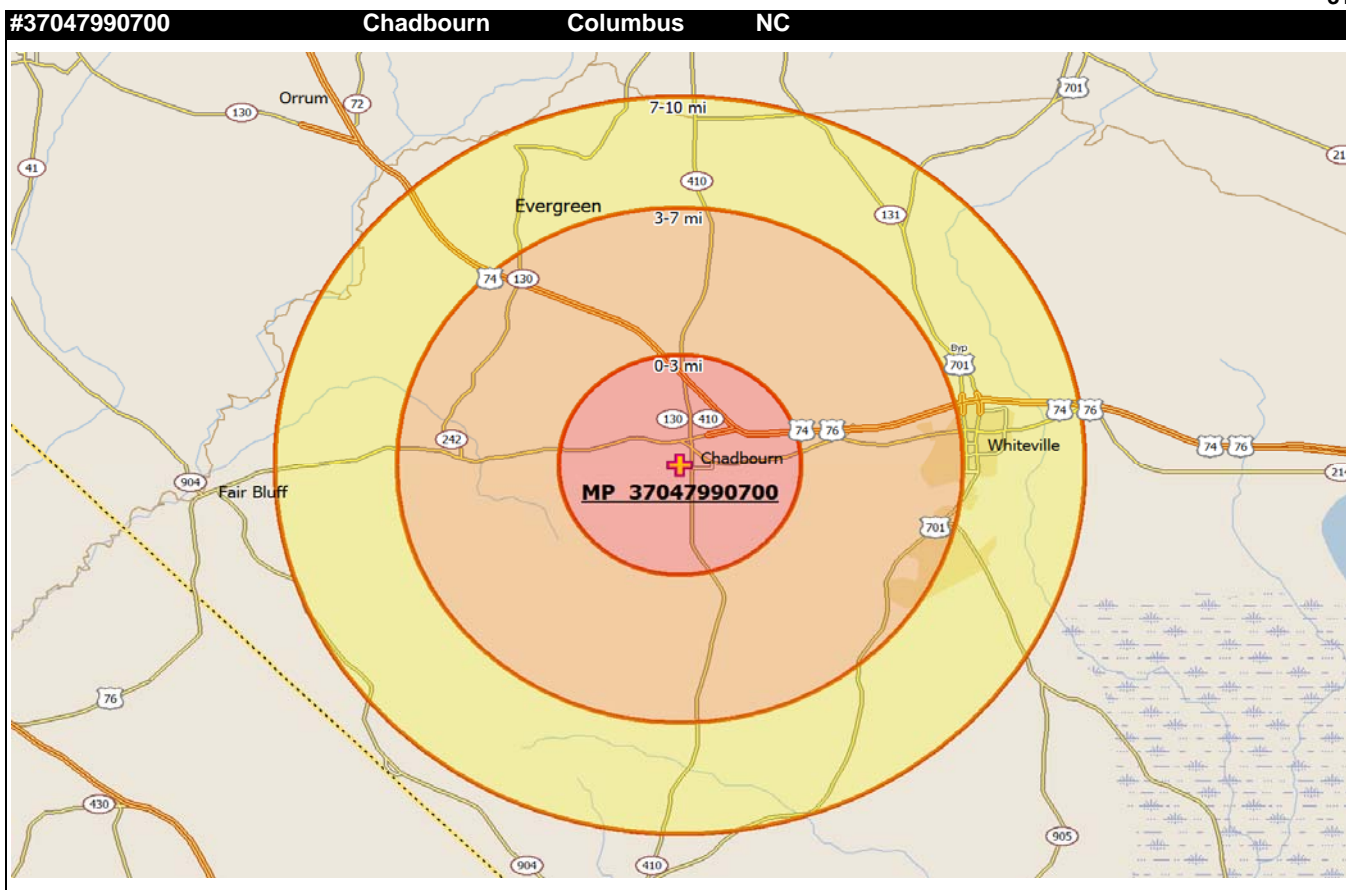 #37047990700 Chadbourn Columbus NC
701
7-10 mi
Orrum
72
130
41
410
Evergreen
131
3-7 mi
74
130
Byp
701
0-3 mi
130
410
74
76
74
76
242
Whiteville
74
76
Chadbourn
904
Fair Bluff
MP 37047990700
701
76
430
905
904
410